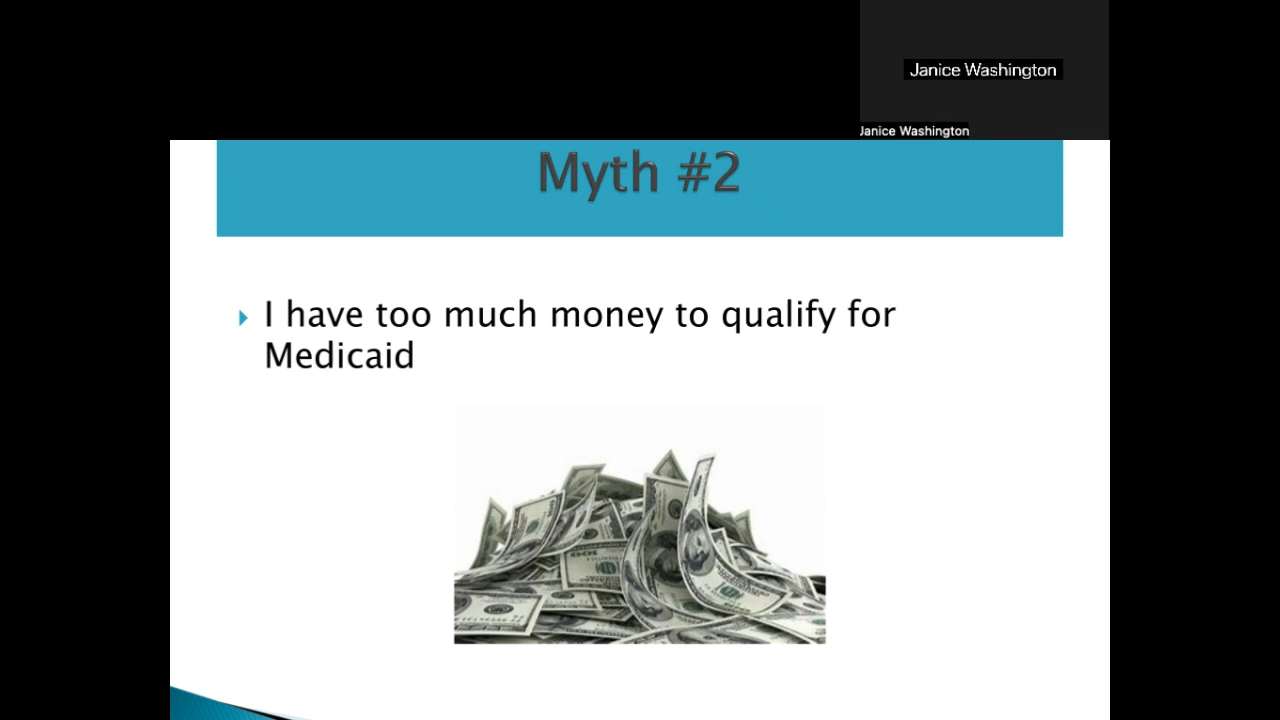 Janice Washington
Janice Washington
Myth #2
I have too much money to qualify for
Medicaid